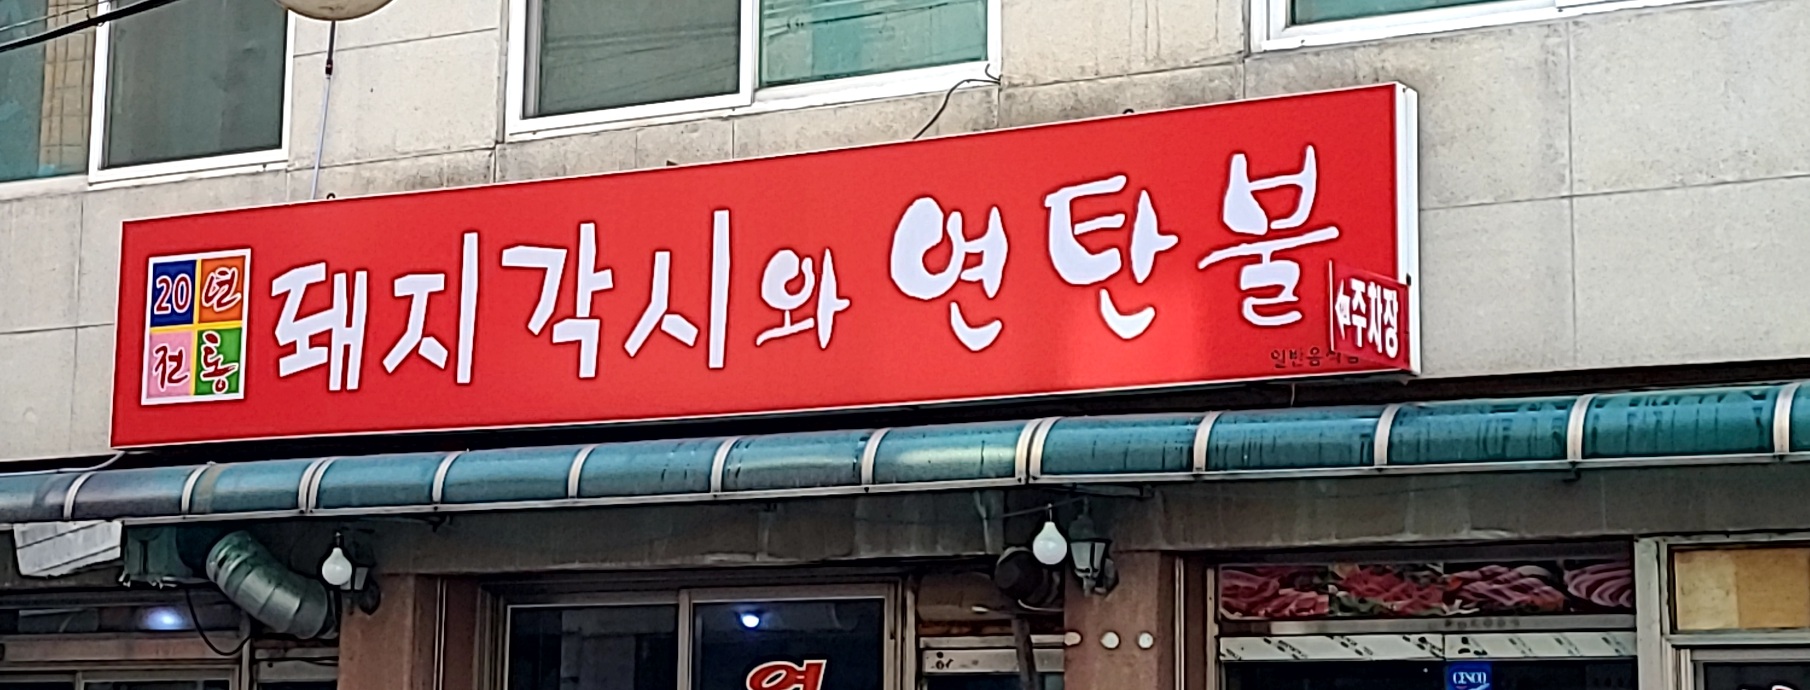 20년
전통
돼지각시와 연탄불
←주차장
일반음식점
CESCO